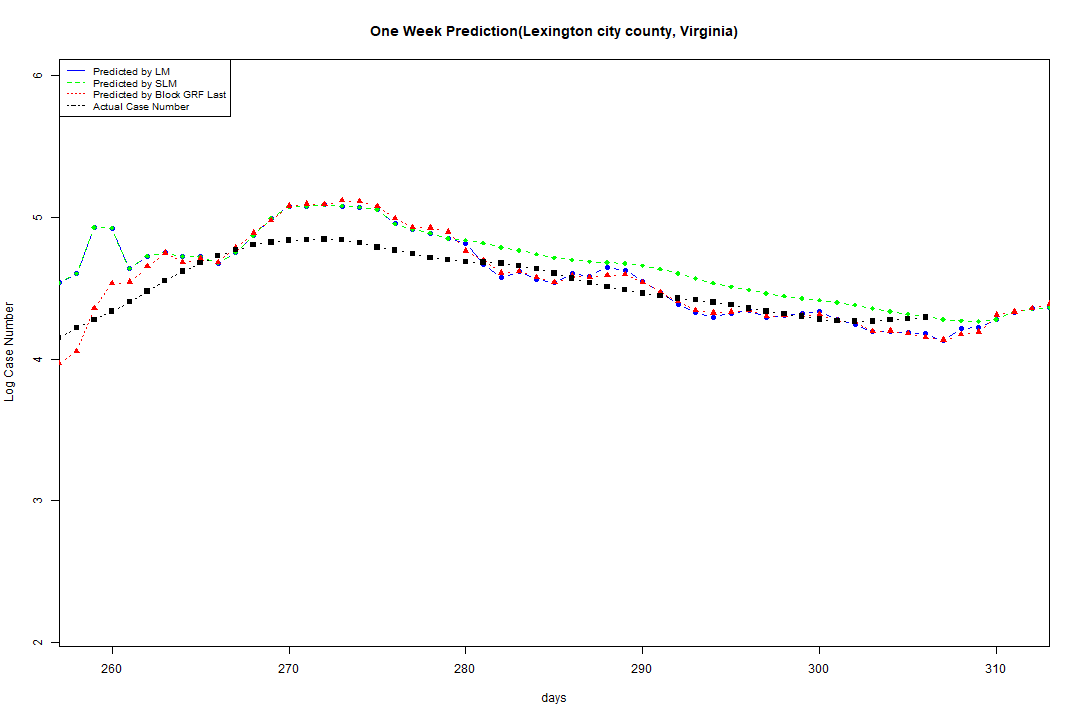 One Week Prediction(Lexington city county, Virginia)
Predicted by LM
Predicted by SLM
Predicted by Block GRF Last
Actual Case Number
6
5
4
3
2
Log Case Number
260 270 280 290 300 310
days